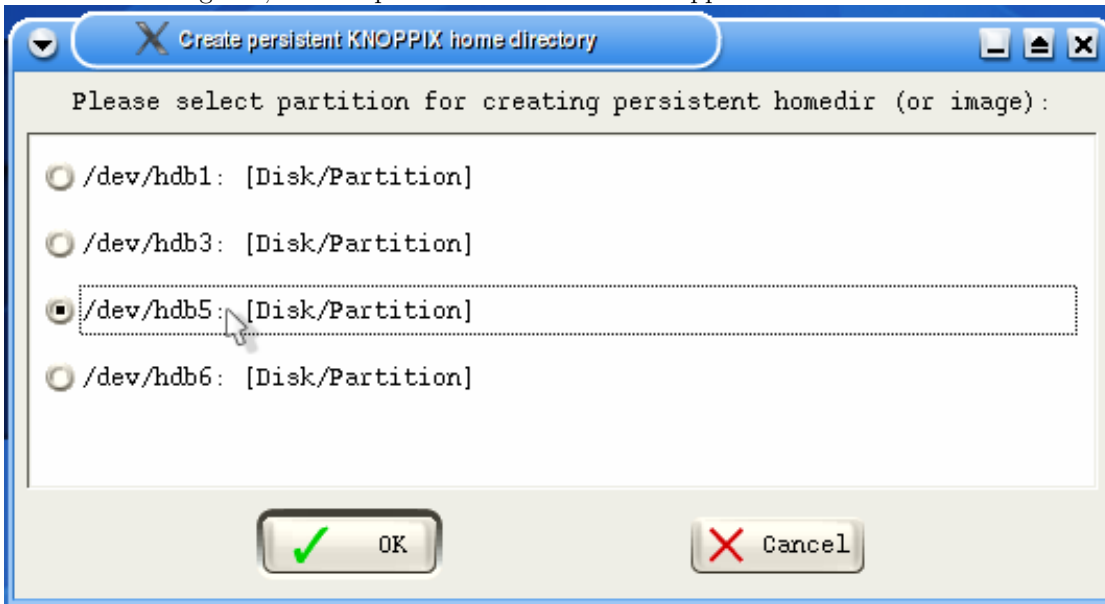 Create persistent KNOPPIX home directory
Please select partition for creating persistent homedir (or image):
/dev/hdb1: [Disk/Partition]
/dev/hdb3: [Disk/Partition]
/dev/hdb5: [Disk/Partition]
/dev/hdb6: [Disk/Partition]
OK
Cancel